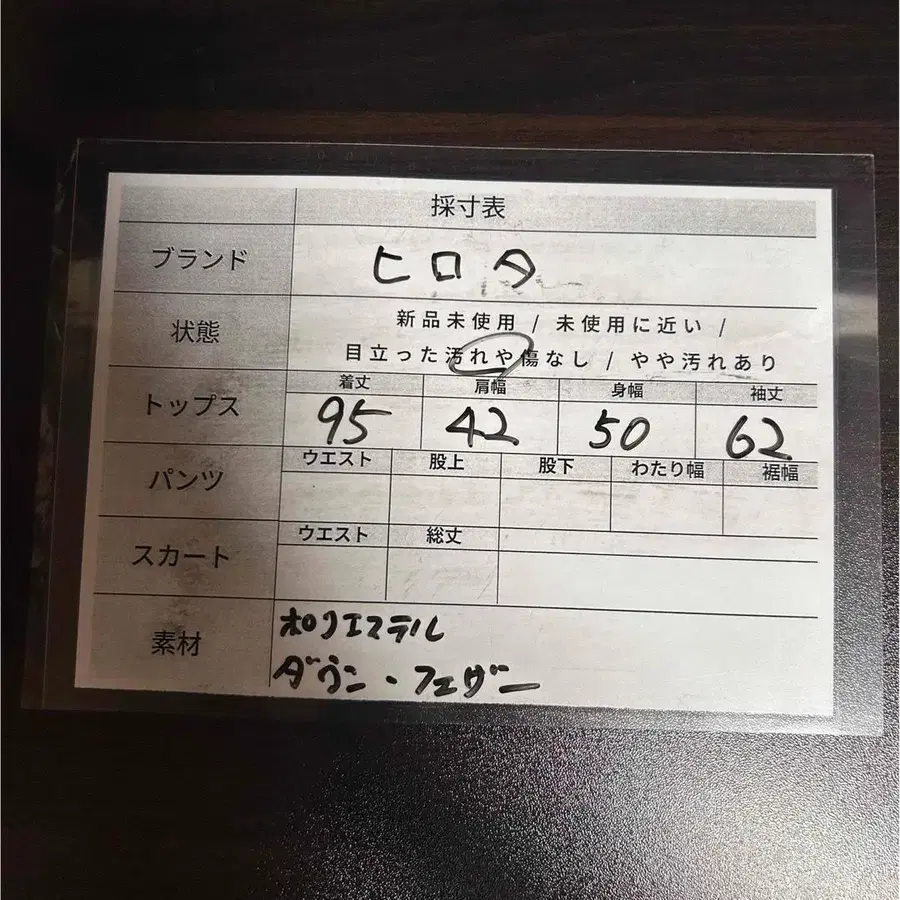 採寸表
ブランド ヒロタ
状態 新品未使用 / 未使用に近い /
目立った汚れや傷なし / やや汚れあり
着丈 肩幅 身幅 袖丈
トップス 95 42 50 62
ウエスト 股上 股下 わたり幅 裾幅
パンツ
ウエスト 総丈
スカート
素材 ポリエステル
ダウン・フェザー